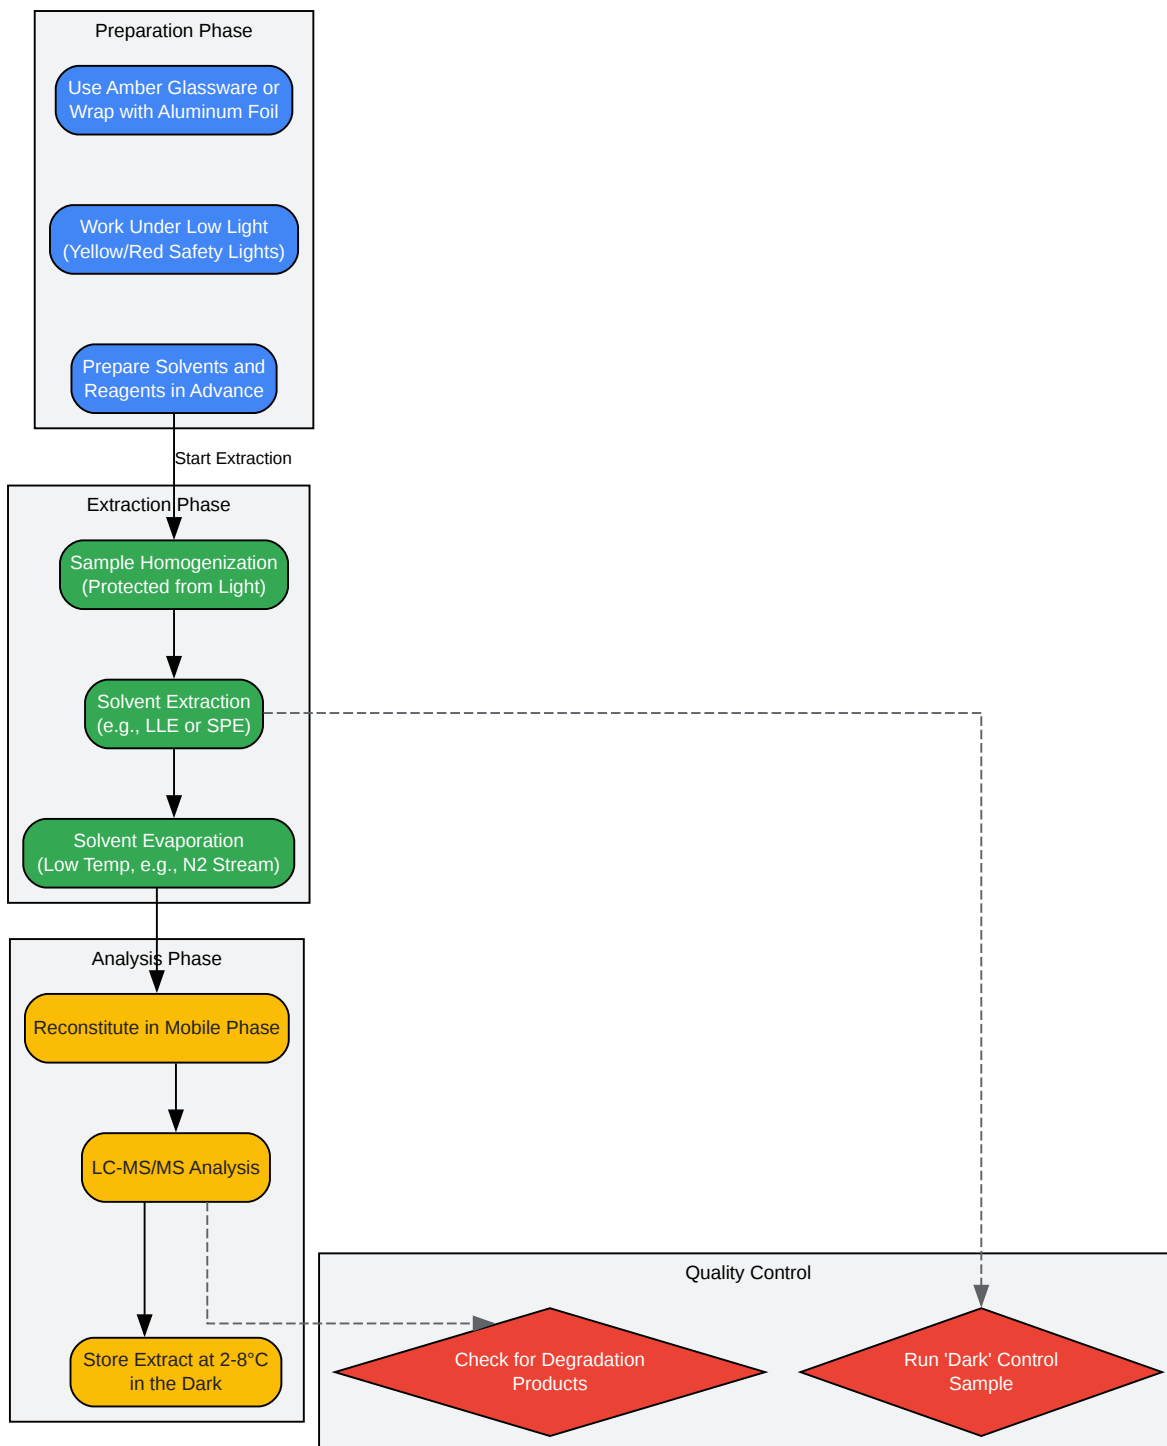 Preparation Phase
Use Amber Glassware or
Wrap with Aluminum Foil
Work Under Low Light
(Yellow/Red Safety Lights)
Prepare Solvents and
Reagents in Advance
Start Extraction
Extraction Phase
Sample Homogenization
(Protected from Light)
Solvent Extraction
(e.g., LLE or SPE)
Solvent Evaporation
(Low Temp, e.g., N2 Stream)
Analysis Phase
Reconstitute in Mobile Phase
LC-MS/MS Analysis
Store Extract at 2-8°C
in the Dark
Quality Control
Check for Degradation
Products
Run 'Dark' Control
Sample